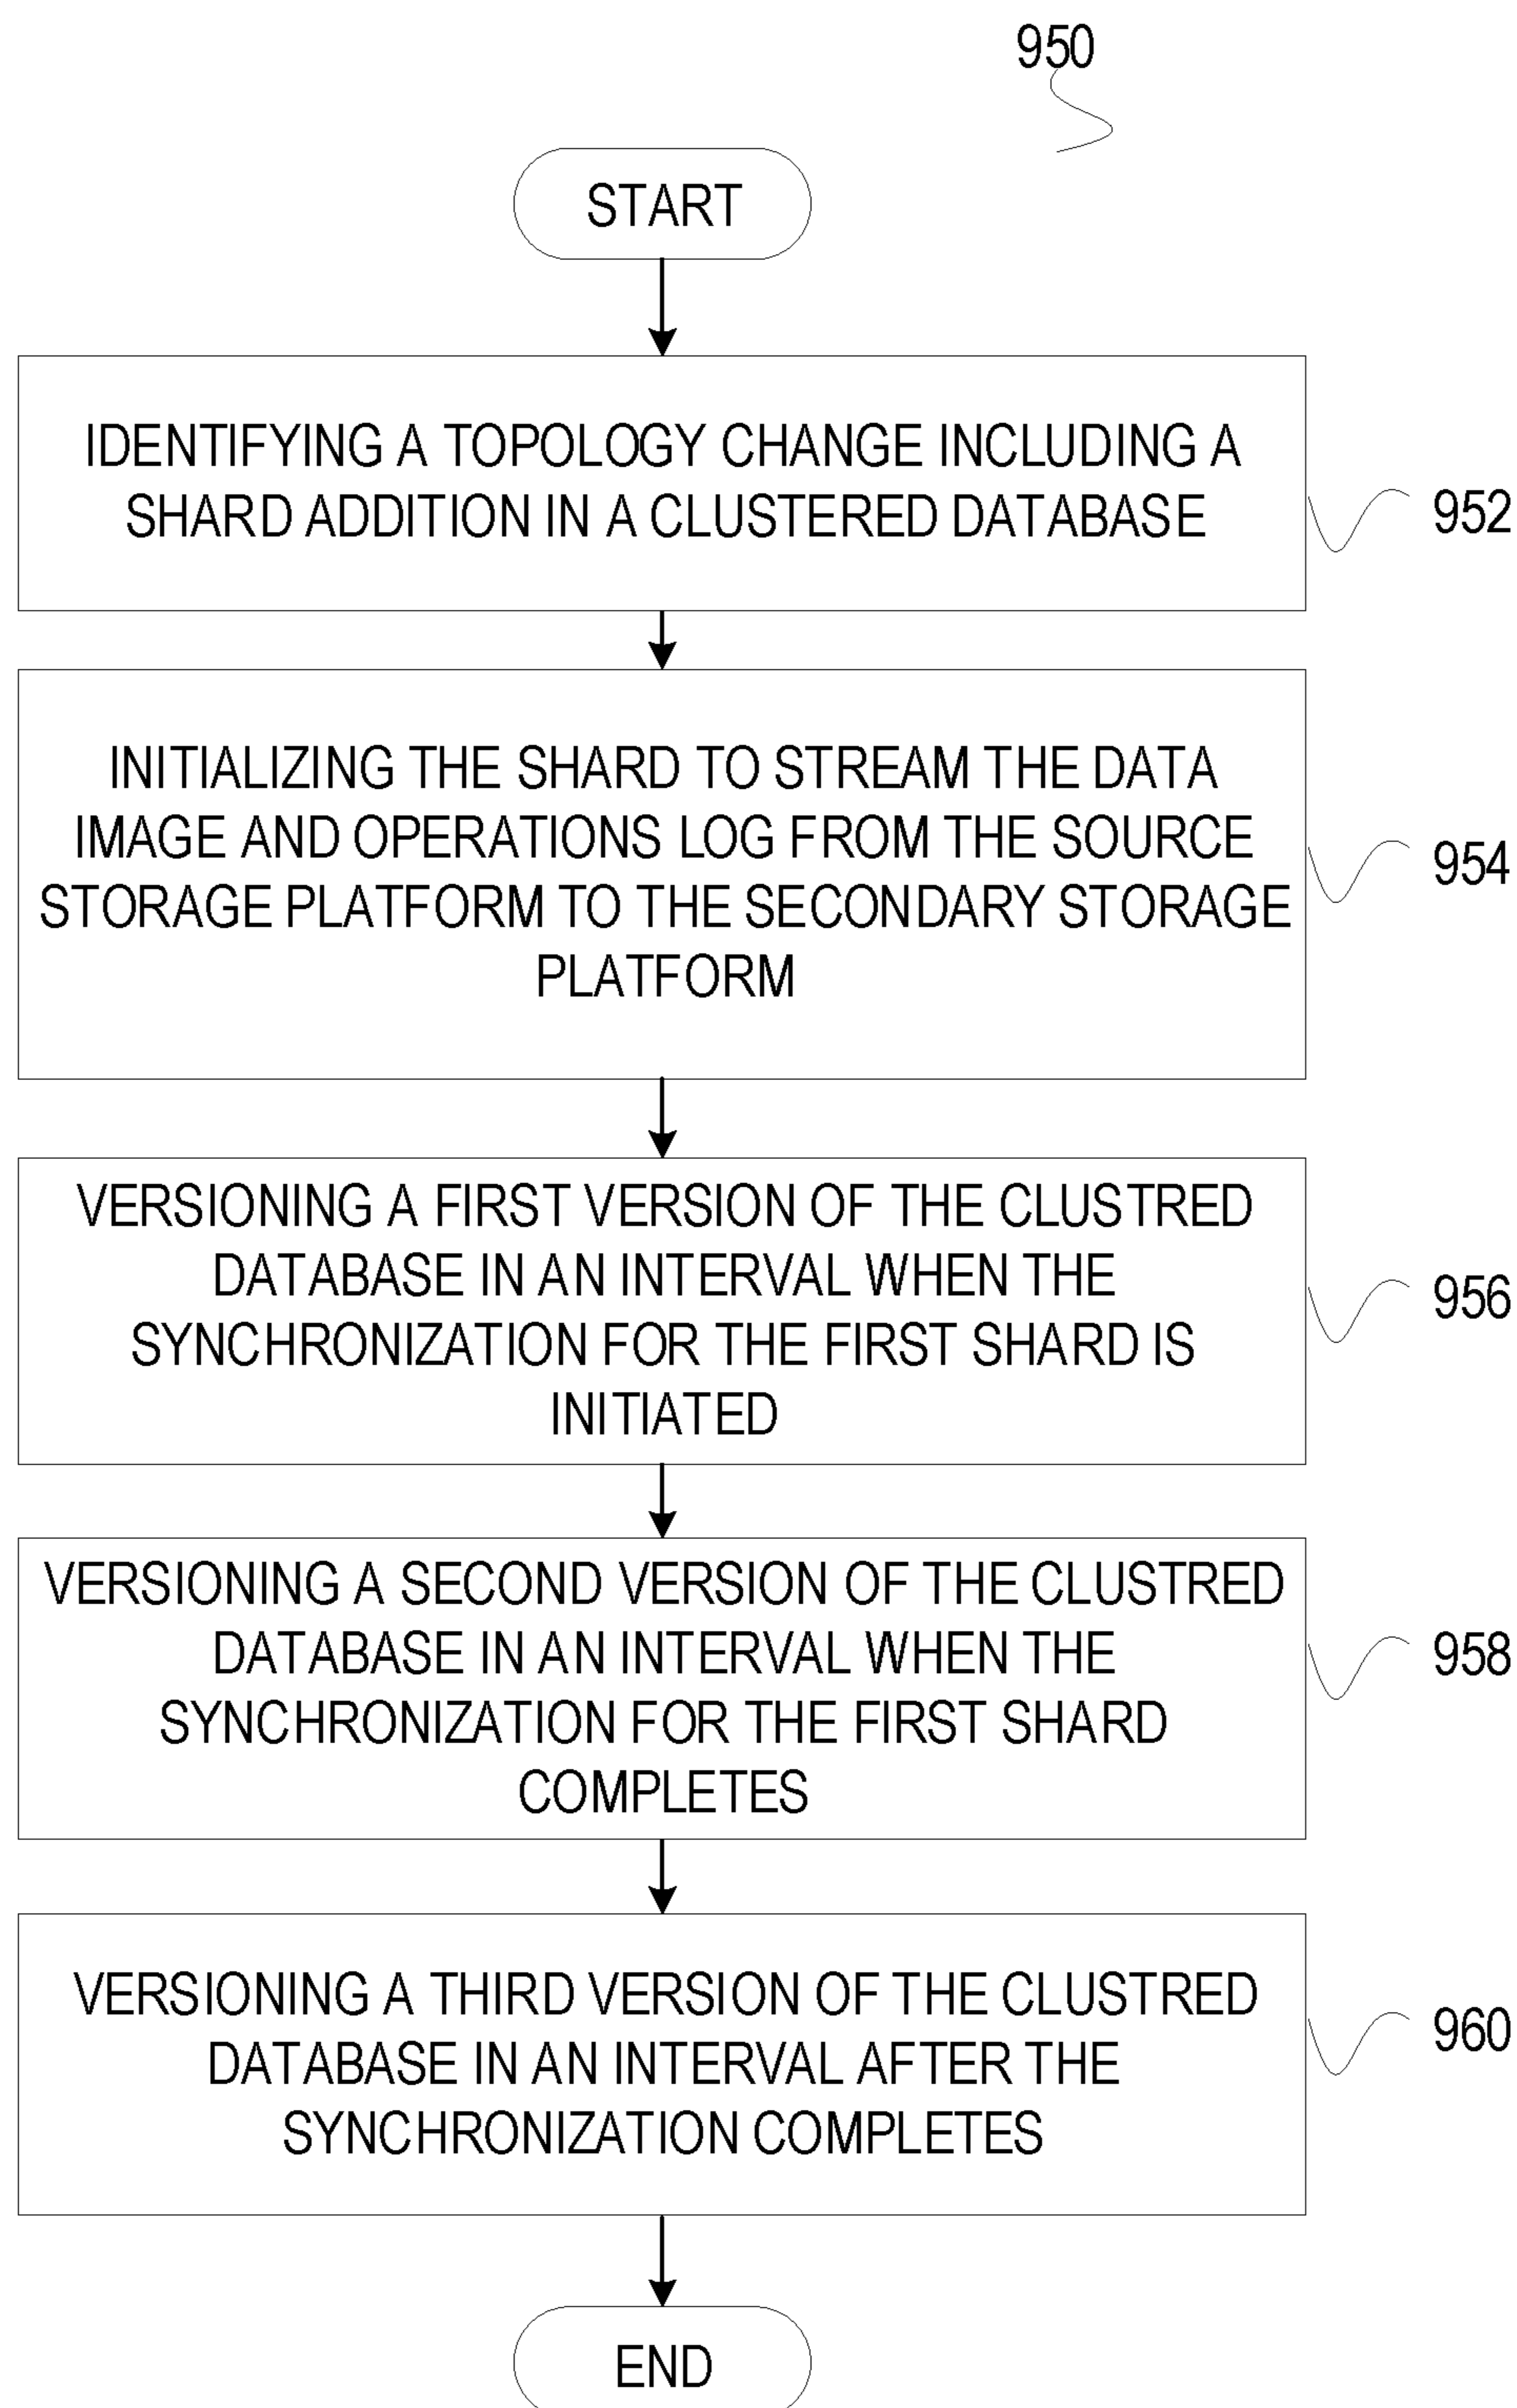 950
START
IDENTIFYING A TOPOLOGY CHANGE INCLUDING A
SHARD ADDITION IN A CLUSTERED DATABASE
952
INITIALIZING THE SHARD TO STREAM THE DATA
IMAGE AND OPERATIONS LOG FROM THE SOURCE
STORAGE PLATFORM TO THE SECONDARY STORAGE
PLATFORM
954
VERSIONING A FIRST VERSION OF THE CLUSTRED
DATABASE IN AN INTERVAL WHEN THE
SYNCHRONIZATION FOR THE FIRST SHARD IS
INITIATED
956
VERSIONING A SECOND VERSION OF THE CLUSTRED
DATABASE IN AN INTERVAL WHEN THE
SYNCHRONIZATION FOR THE FIRST SHARD
COMPLETES
958
VERSIONING A THIRD VERSION OF THE CLUSTRED
DATABASE IN AN INTERVAL AFTER THE
SYNCHRONIZATION COMPLETES
960
END